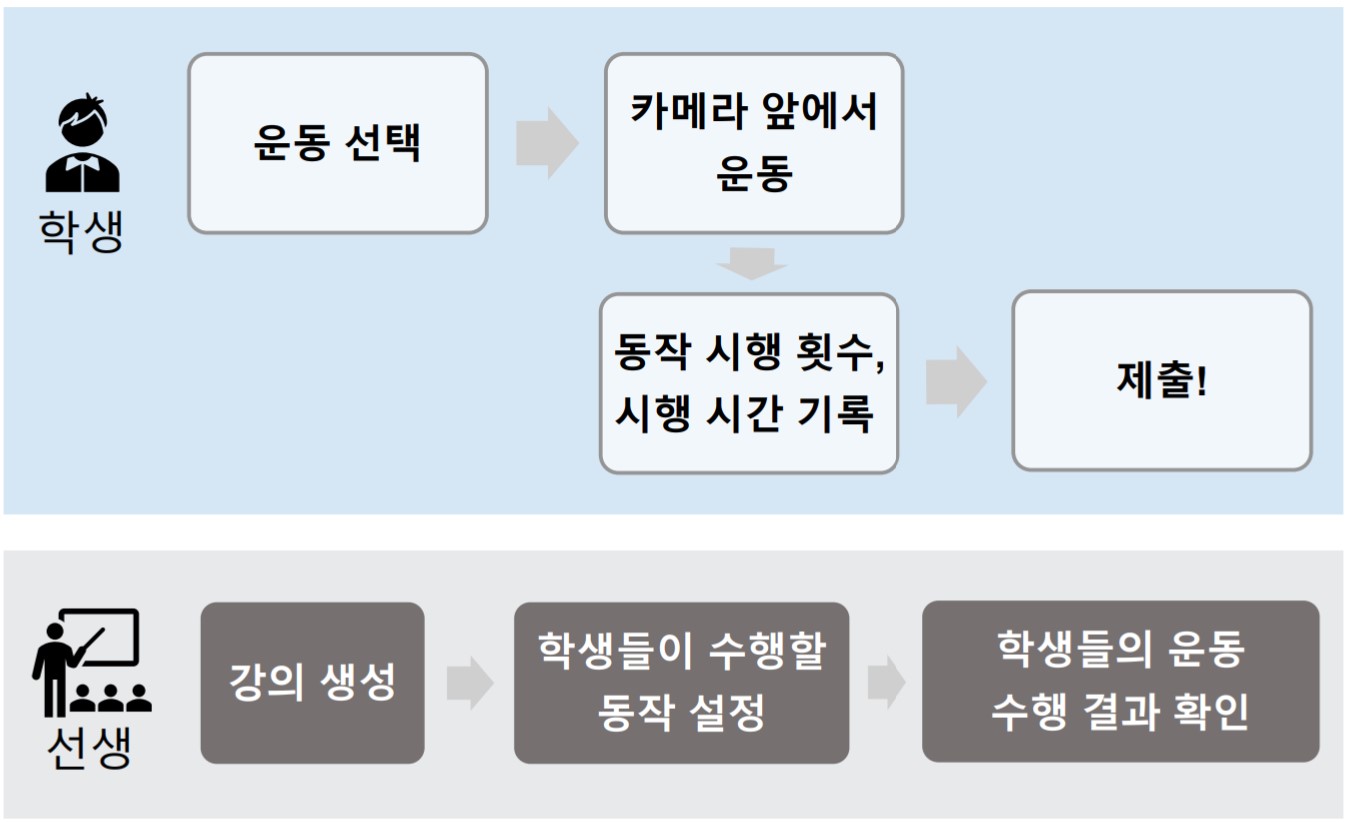 학생
운동 선택
카메라 앞에서
운동
동작 시행 횟수,
시행 시간 기록
제출!
선생
강의 생성
학생들이 수행할
동작 설정
학생들의 운동
수행 결과 확인